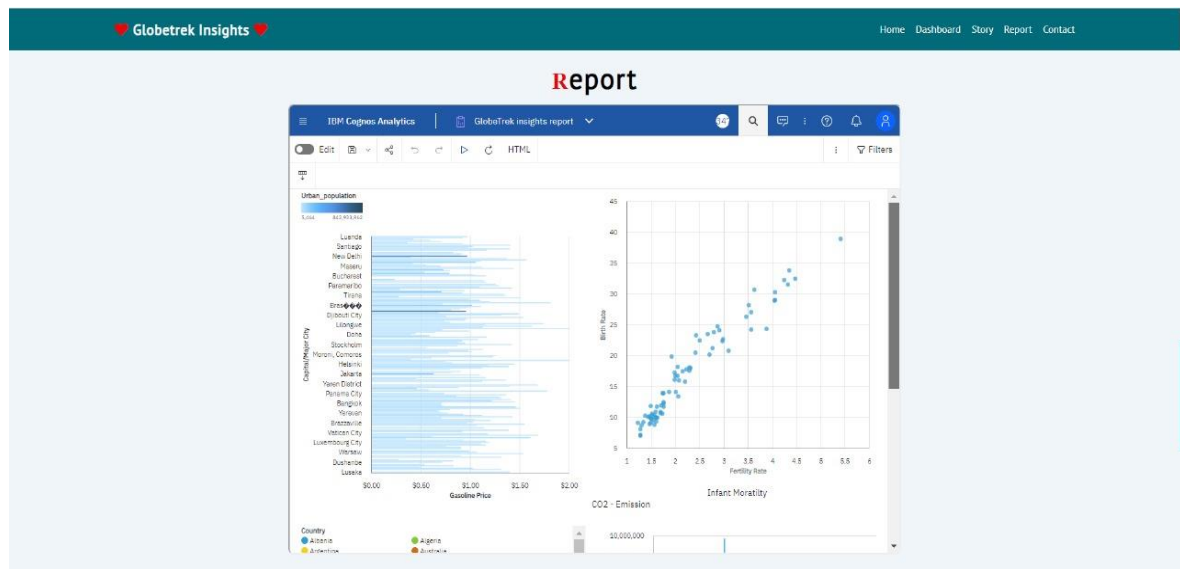 Globetrek Insights
Home Dashboard Story Report Contact
Report
IBM Cognos Analytics
GlobeTrek insights report
Edit
HTML
Filters
Urban_population
Luanda
Santiago
New Delhi
Maseru
Bucharest
Paramaribo
Tirana
Bras���
Djibouti City
Lilongwe
Doha
Stockholm
Moroni, Comoros
Helsinki
Jakarta
Yaren District
Panama City
Bangkok
Yerevan
Brazzaville
Vatican City
Luxembourg City
Warsaw
Dushanbe
Lusaka
Capital/Major City
$0.00 $0.50 $1.00 $1.50 $2.00
Gasoline Price
45
40
35
30
25
20
15
10
5
Birth Rate
1 1.5 2 2.5 3 3.5 4 4.5 5 5.5 6
Fertility Rate
Infant Moratilty
CO2 - Emission
Country
Albania
Algeria
Argentina
Australia
10,000,000